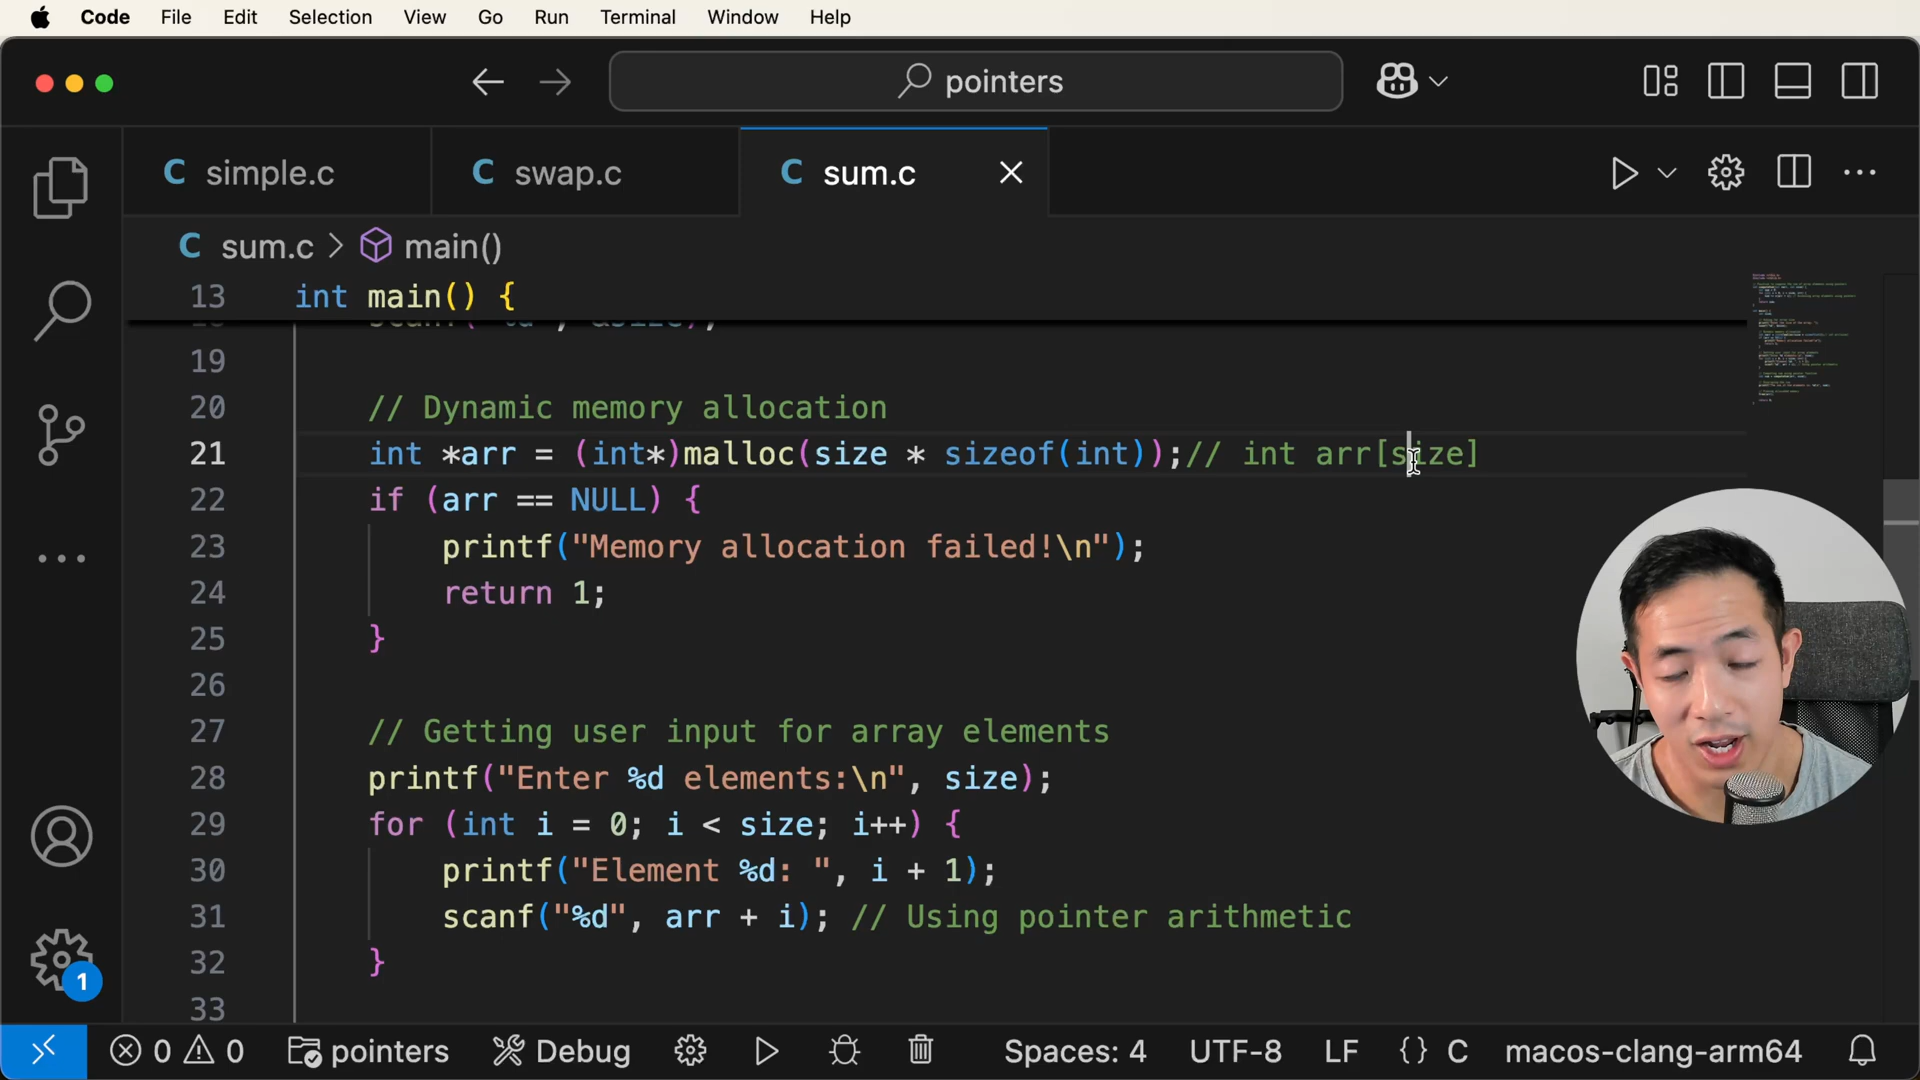 Code File Edit Selection View Go Run Terminal Window Help
pointers
simple.c swap.c sum.c
sum.c > main()
13 int main() {
19
20 // Dynamic memory allocation
21 int *arr = (int*)malloc(size * sizeof(int));// int arr[size]
22 if (arr == NULL) {
23 printf("Memory allocation failed!\n");
24 return 1;
25 }
26
27 // Getting user input for array elements
28 printf("Enter %d elements:\n", size);
29 for (int i = 0; i < size; i++) {
30 printf("Element %d: ", i + 1);
31 scanf("%d", arr + i); // Using pointer arithmetic
32 }
33
1
0 0 pointers Debug Spaces: 4 UTF-8 LF {} C macos-clang-arm64